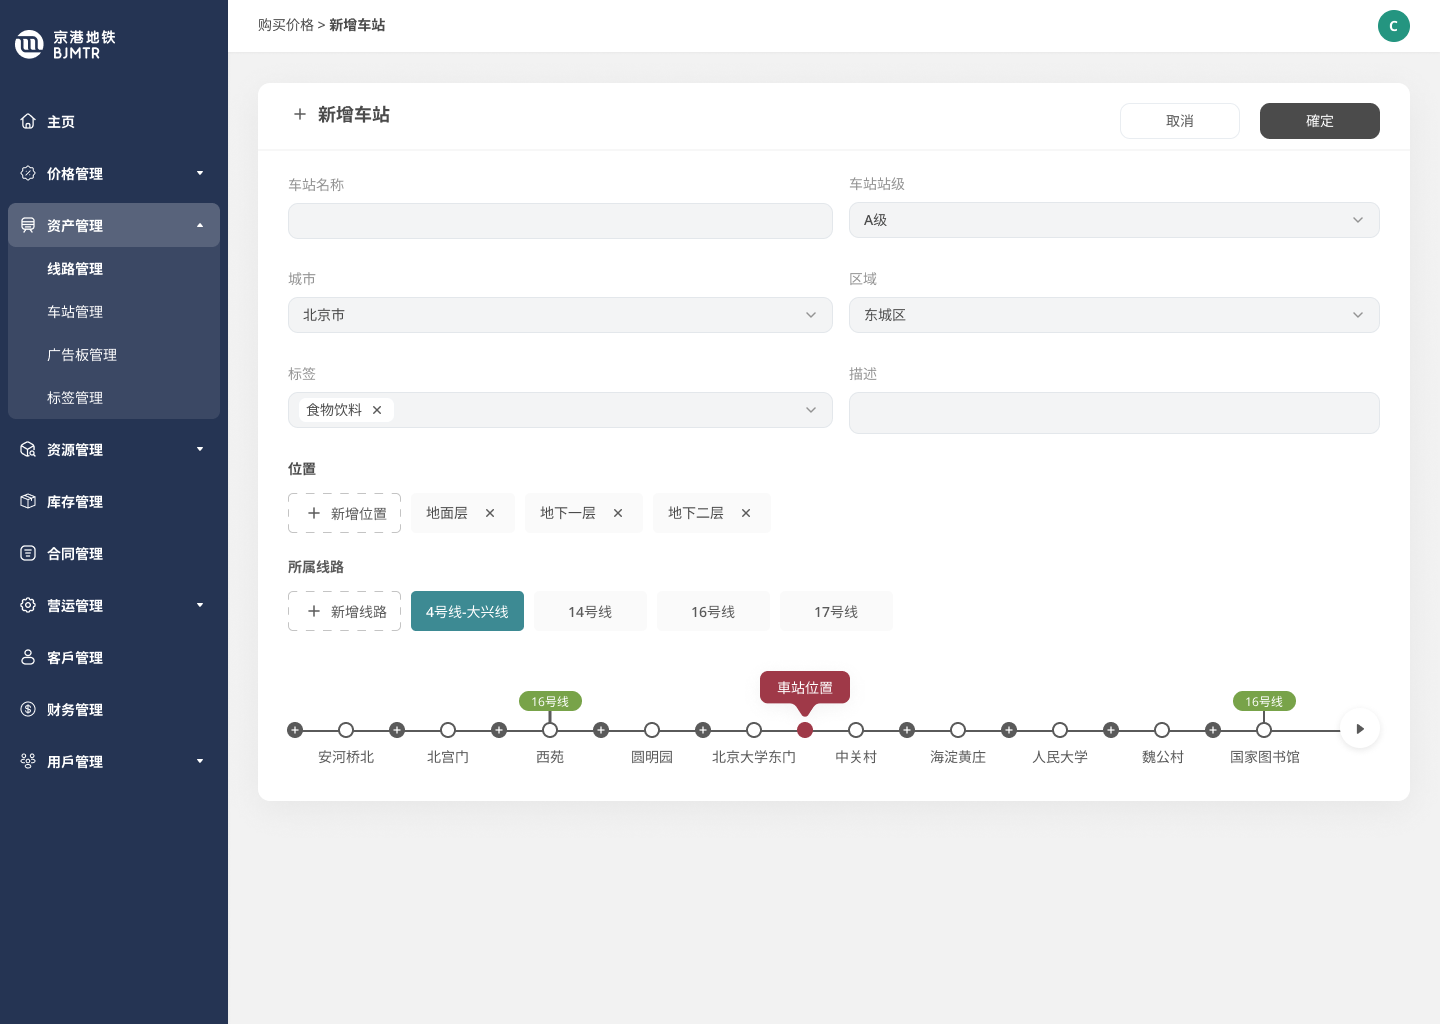 京港地铁
BJMTR
主页
价格管理
资产管理
线路管理
车站管理
广告板管理
标签管理
资源管理
库存管理
合同管理
营运管理
客戶管理
财务管理
用戶管理
购买价格 > 新增车站
C
新增车站
取消
確定
车站名称
车站站级
A级
城市
区域
北京市
东城区
标签
描述
食物饮料
位置
新增位置
地面层
地下一层
地下二层
所属线路
新增线路
4号线-大兴线
14号线
16号线
17号线
車站位置
16号线
16号线
安河桥北
北宫门
西苑
圆明园
北京大学东门
中关村
海淀黄庄
人民大学
魏公村
国家图书馆